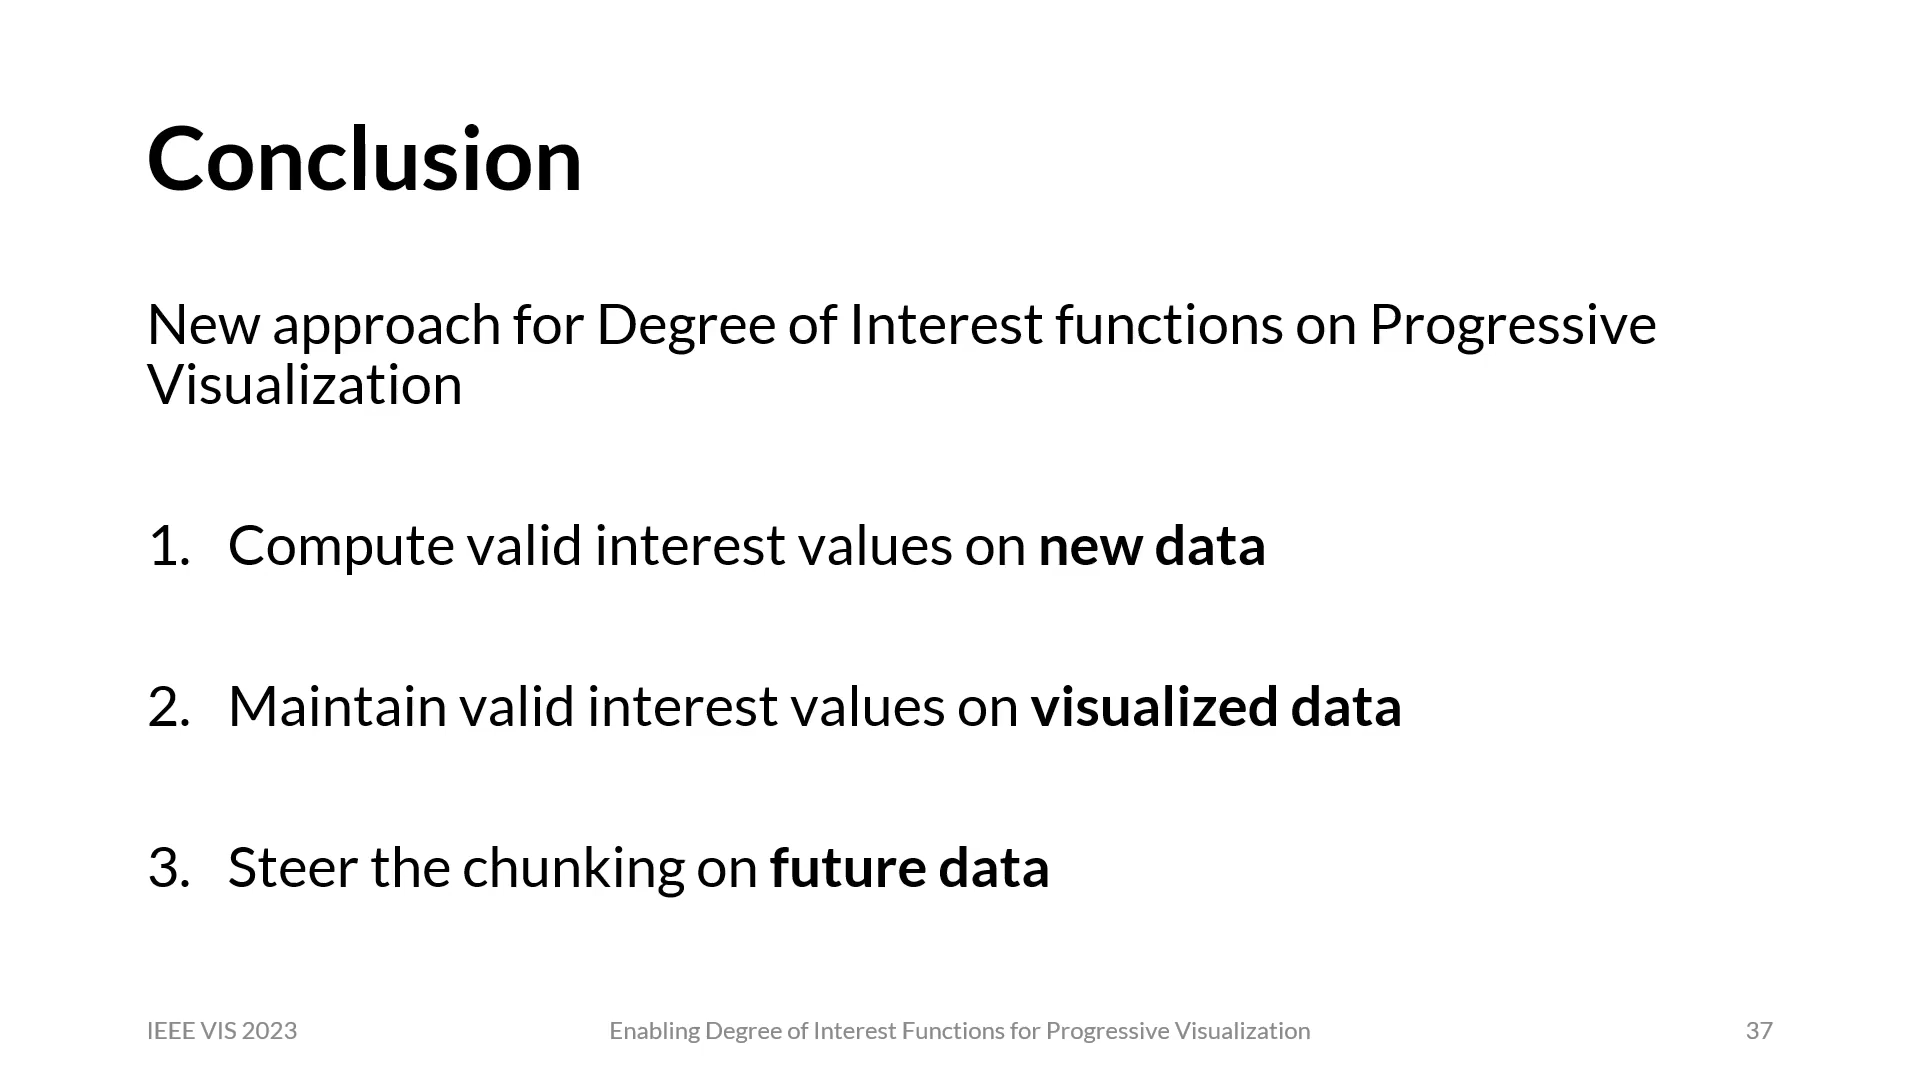 Conclusion
New approach for Degree of Interest functions on Progressive
Visualization
1. Compute valid interest values on new data
2. Maintain valid interest values on visualized data
3. Steer the chunking on future data
IEEE VIS 2023
Enabling Degree of Interest Functions for Progressive Visualization
37